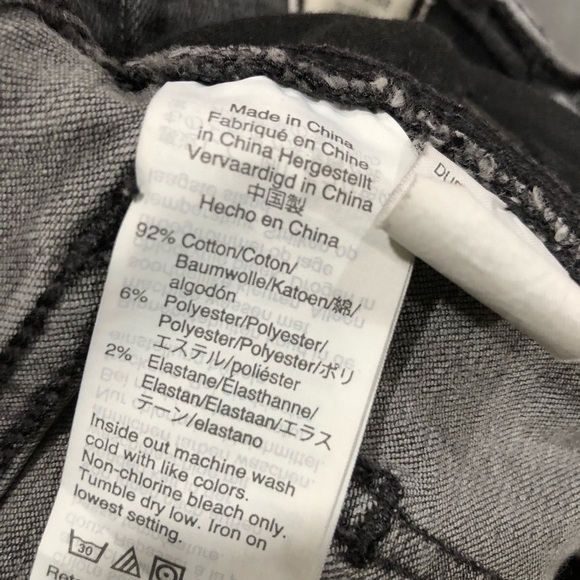 Made in China
Fabriqué en Chine
in China Hergestellt
Vervaardigd in China
中国製
Hecho en China
92% Cotton/Coton/
Baumwolle/Katoen/綿/
algodón
6% Polyester/Polyester/
Polyester/Polyester/ポリ
エステル/poliéster
2% Elastane/Élasthanne/
Elastan/Elastaan/エラス
テーン/elastano
Inside out machine wash
cold with like colors.
Non-chlorine bleach only.
Tumble dry low. Iron on
lowest setting.
30